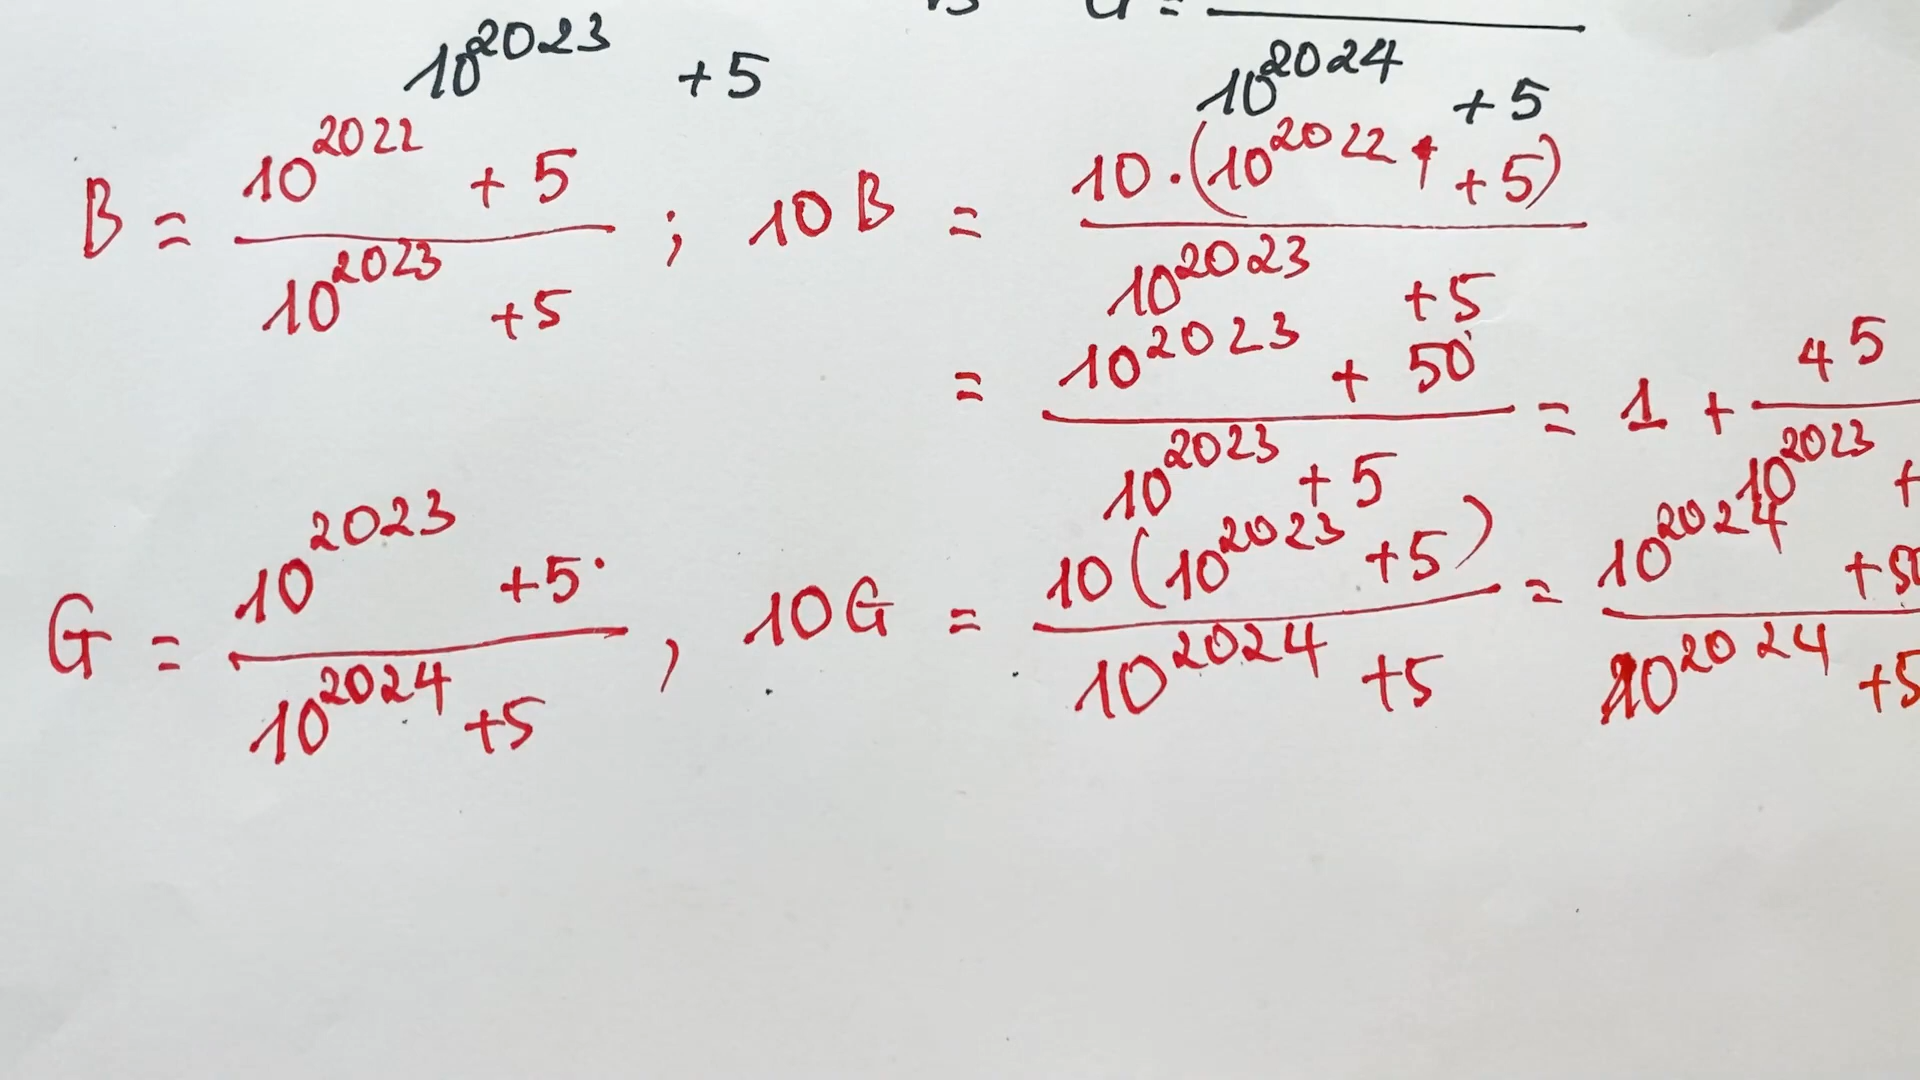 G =
10^2023 + 5
10^2024 + 5
B = (10^2022 + 5)/(10^2023 + 5) ; 10B = (10.(10^2022 + 5))/(10^2023 + 5)
= (10^2023 + 50)/(10^2023 + 5) = 1 + 45/(10^2023 +
G = (10^2023 + 5)/(10^2024 + 5) , 10G = (10(10^2023 + 5))/(10^2024 + 5) = (10^2024 + 50)/(10^2024 + 5